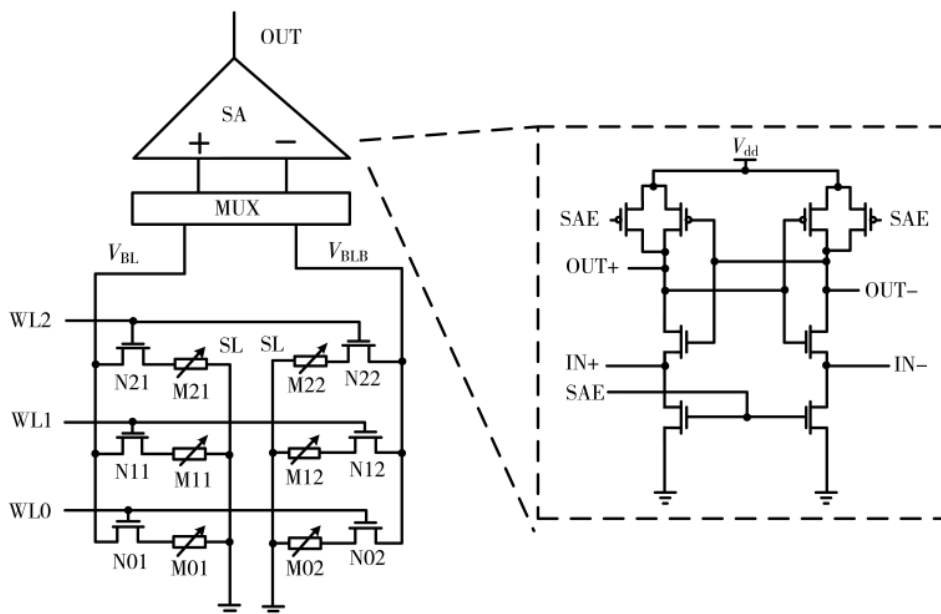 OUT
SA
+ −
MUX
V_BL
V_BLB
WL2
SL SL
N21 M21 M22 N22
WL1
N11 M11 M12 N12
WL0
N01 M01 M02 N02
V_dd
SAE SAE
OUT+
OUT−
IN+ IN−
SAE